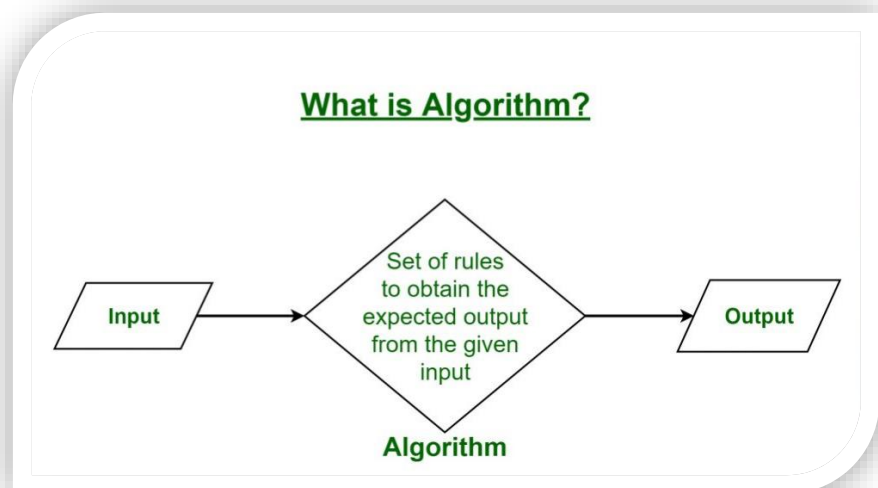 What is Algorithm?
Input
Set of rules
to obtain the
expected output
from the given
input
Output
Algorithm